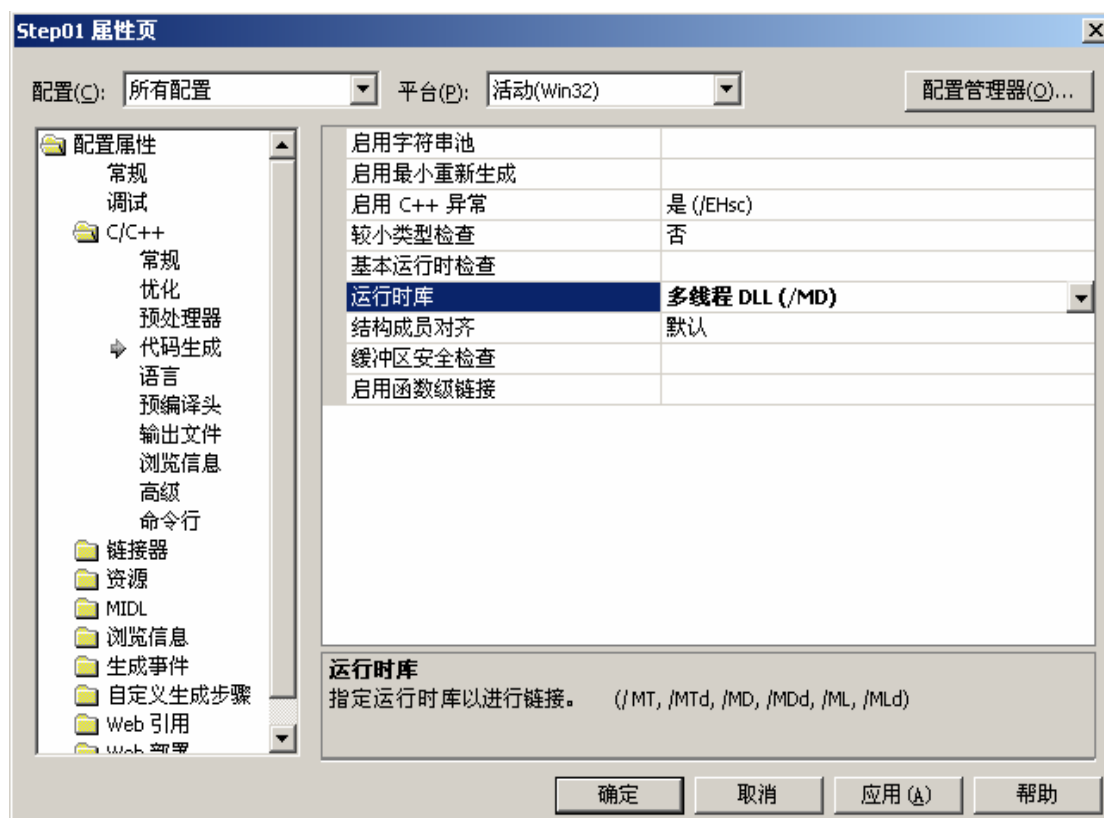 Step01 属性页
配置(C): 所有配置 平台(P): 活动(Win32) 配置管理器(O)...
配置属性
常规
调试
C/C++
常规
优化
预处理器
代码生成
语言
预编译头
输出文件
浏览信息
高级
命令行
链接器
资源
MIDL
浏览信息
生成事件
自定义生成步骤
Web 引用
Web 部署
启用字符串池
启用最小重新生成
启用 C++ 异常 是 (/EHsc)
较小类型检查 否
基本运行时检查
运行时库 多线程 DLL (/MD)
结构成员对齐 默认
缓冲区安全检查
启用函数级链接
运行时库
指定运行时库以进行链接。 (/MT, /MTd, /MD, /MDd, /ML, /MLd)
确定 取消 应用(A) 帮助